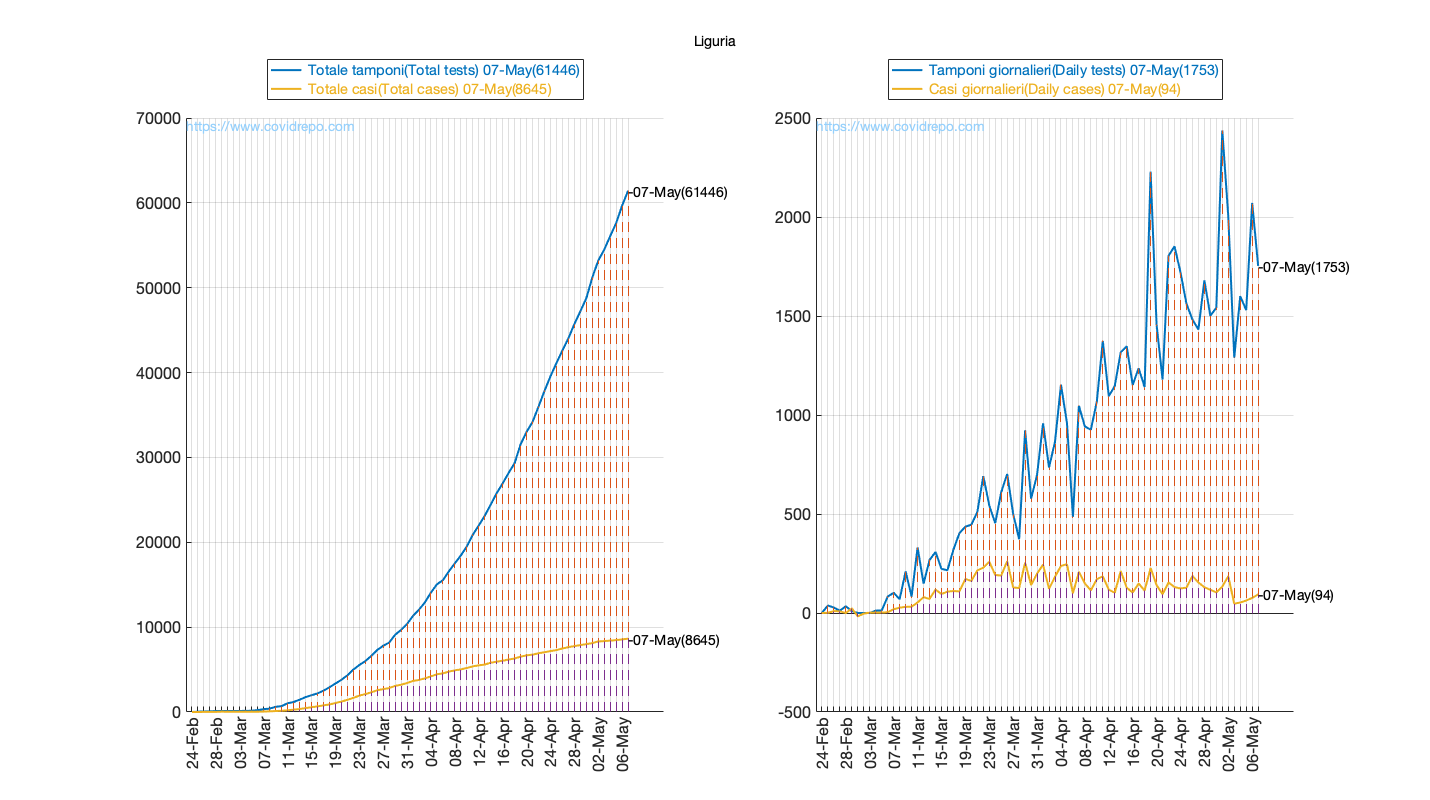 Liguria
Totale tamponi(Total tests) 07-May(61446)
Totale casi(Total cases) 07-May(8645)
https://www.covidrepo.com
70000
60000
50000
40000
30000
20000
10000
0
-07-May(61446)
-07-May(8645)
24-Feb
28-Feb
03-Mar
07-Mar
11-Mar
15-Mar
19-Mar
23-Mar
27-Mar
31-Mar
04-Apr
08-Apr
12-Apr
16-Apr
20-Apr
24-Apr
28-Apr
02-May
06-May
Tamponi giornalieri(Daily tests) 07-May(1753)
Casi giornalieri(Daily cases) 07-May(94)
https://www.covidrepo.com
2500
2000
1500
1000
500
0
-500
-07-May(1753)
-07-May(94)
24-Feb
28-Feb
03-Mar
07-Mar
11-Mar
15-Mar
19-Mar
23-Mar
27-Mar
31-Mar
04-Apr
08-Apr
12-Apr
16-Apr
20-Apr
24-Apr
28-Apr
02-May
06-May